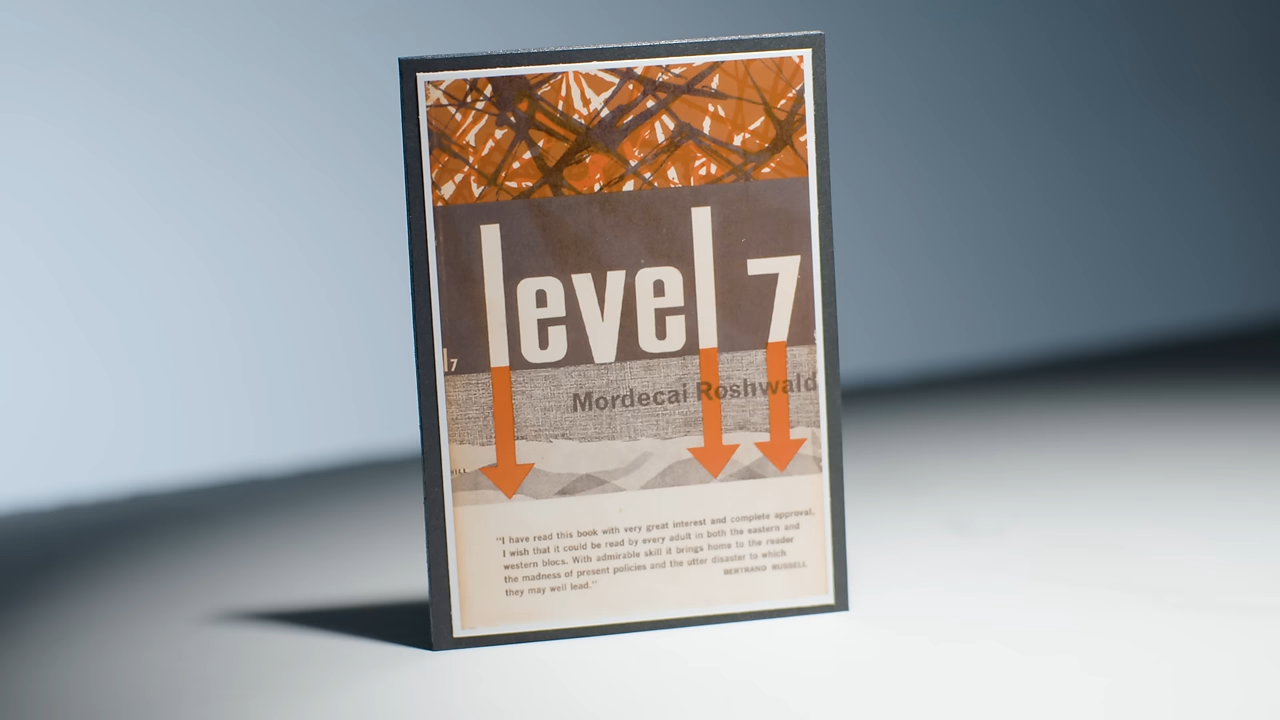 level 7
l7
Mordecai Roshwald
ILL
"I have read this book with very great interest and complete approval.
I wish that it could be read by every adult in both the eastern and
western blocs. With admirable skill it brings home to the reader
the madness of present policies and the utter disaster to which
they may well lead."
BERTRAND RUSSELL